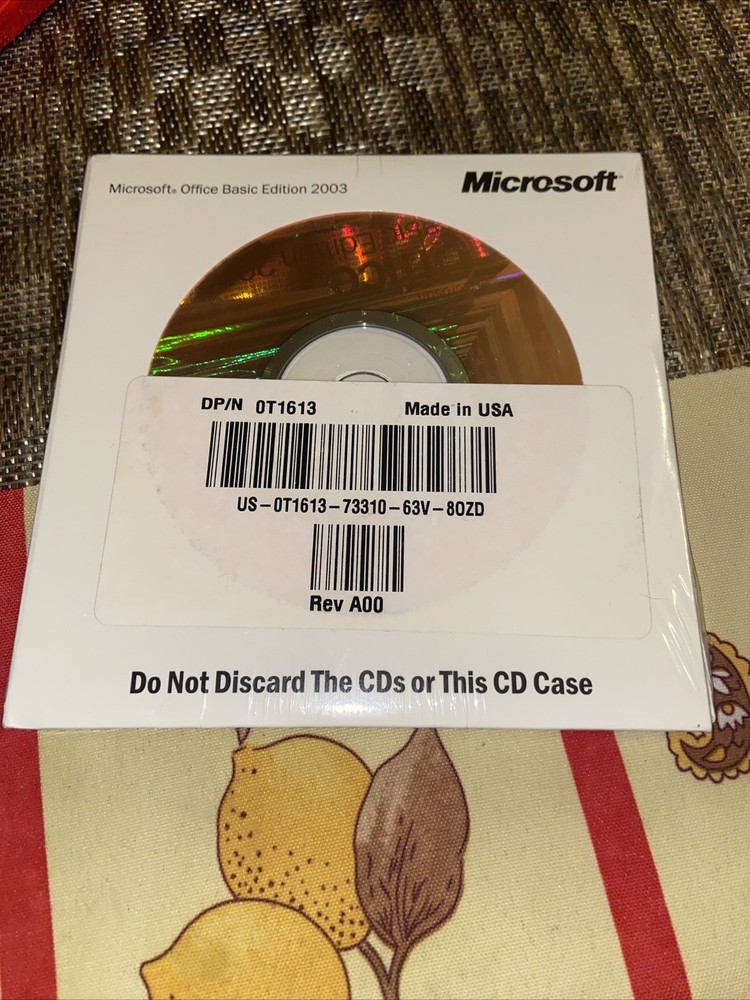 Microsoft® Office Basic Edition 2003
Microsoft®
DP/N 0T1613 Made in USA
US-0T1613-73310-63V-80ZD
Rev A00
Do Not Discard The CDs or This CD Case